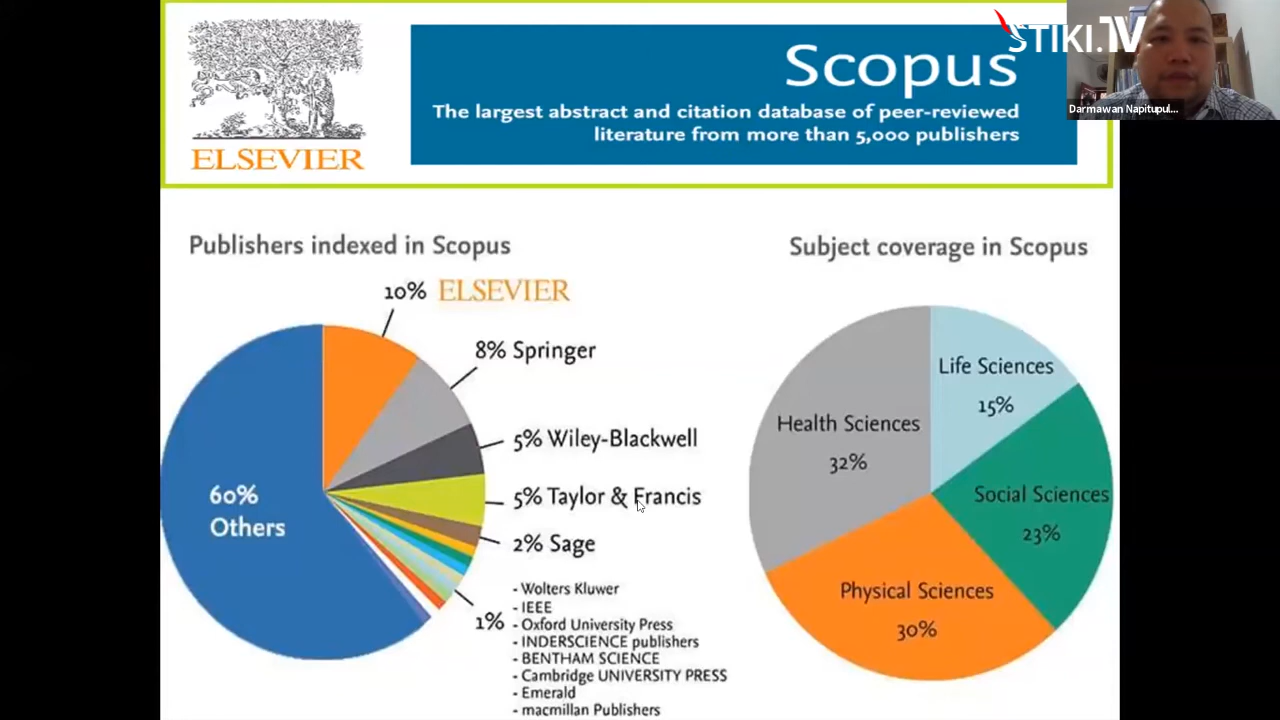 STIKI.TV
Darmawan Napitupul...
ELSEVIER
Scopus
The largest abstract and citation database of peer-reviewed
literature from more than 5,000 publishers
Publishers indexed in Scopus
10% ELSEVIER
8% Springer
5% Wiley-Blackwell
5% Taylor & Francis
2% Sage
60%
Others
1%
- Wolters Kluwer
- IEEE
- Oxford University Press
- INDERSCIENCE publishers
- BENTHAM SCIENCE
- Cambridge UNIVERSITY PRESS
- Emerald
- macmillan Publishers
Subject coverage in Scopus
Life Sciences
15%
Health Sciences
32%
Social Sciences
23%
Physical Sciences
30%